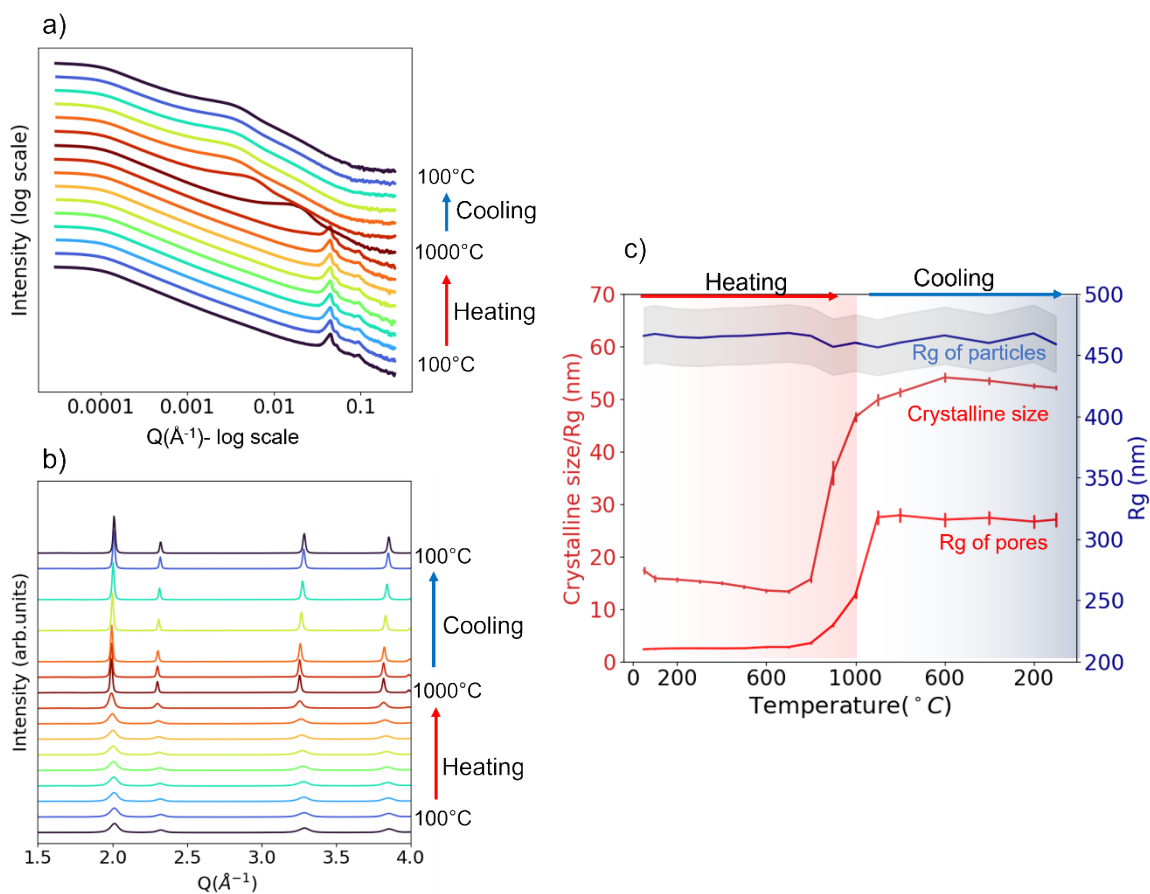 a)
Intensity (log scale)
100°C
Cooling
1000°C
Heating
100°C
0.0001 0.001 0.01 0.1
Q(Å⁻¹)- log scale
b)
Intensity (arb.units)
100°C
Cooling
1000°C
Heating
100°C
1.5 2.0 2.5 3.0 3.5 4.0
Q(Å⁻¹)
c)
Heating Cooling
70 500
60 450
50 400
40 350
30 300
20 250
10 200
0
Crystalline size/Rg (nm)
Rg of particles
Crystalline size
Rg of pores
Rg (nm)
0 200 600 1000 600 200
Temperature(°C)